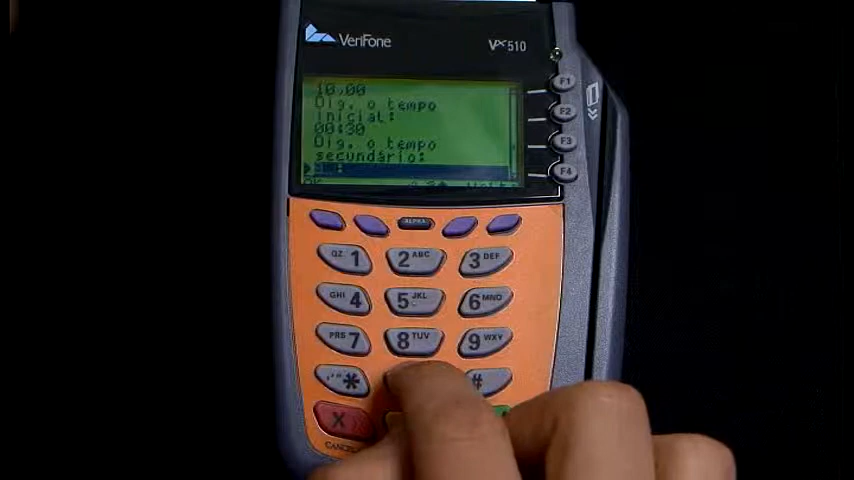 VeriFone
Vx510
10,00
Dig. o tempo
inicial:
00:30
Dig. o tempo
secundário:
F1
F2
F3
F4
ALPHA
QZ 1
2 ABC
3 DEF
GHI 4
5 JKL
6 MNO
PRS 7
8 TUV
9 WXY
,'" *
#
X